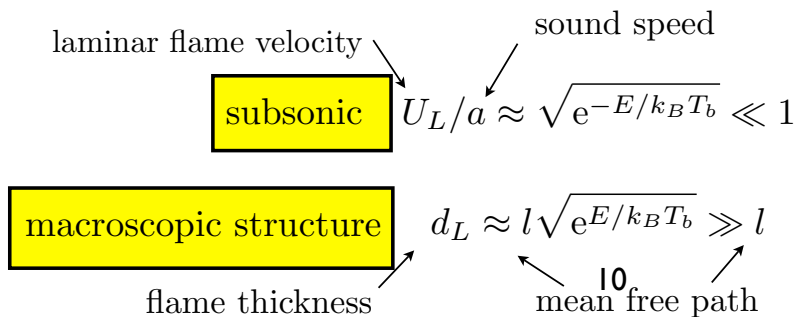 sound speed
laminar flame velocity
subsonic U_L/a ≈ √(e^{−E/k_B T_b}) ≪ 1
macroscopic structure d_L ≈ l√(e^{E/k_B T_b}) ≫ l
10
flame thickness mean free path